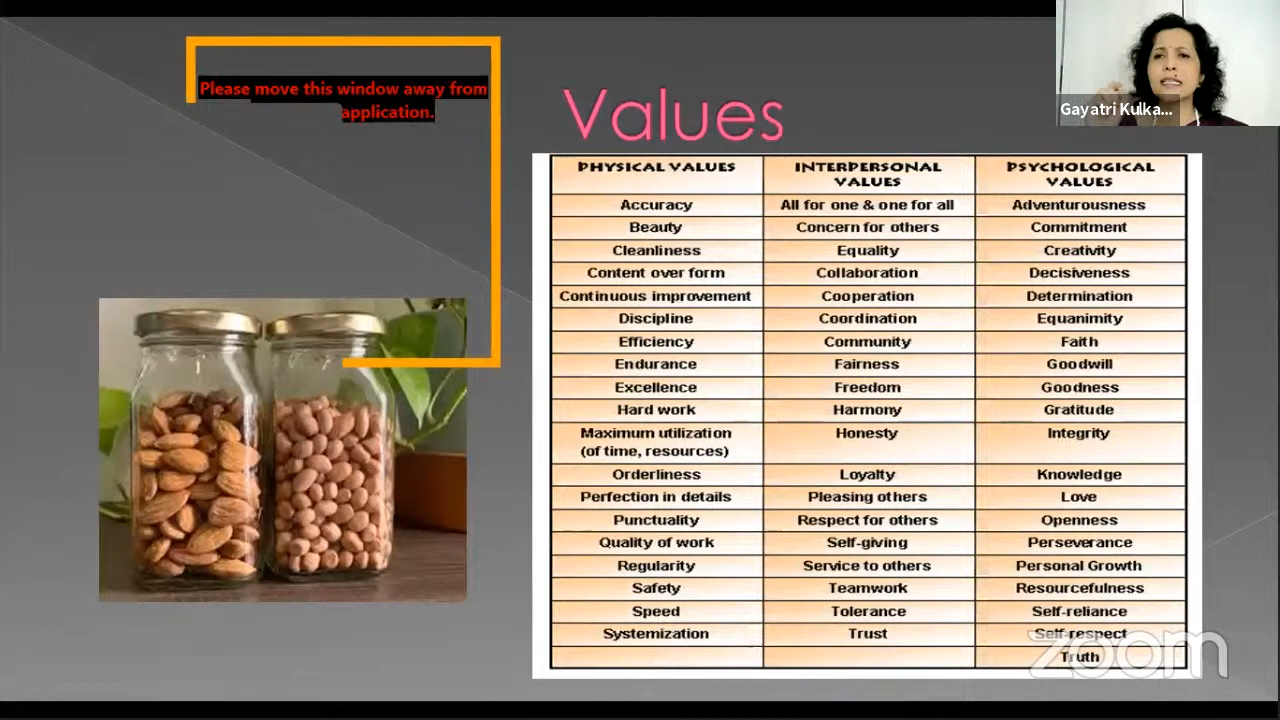 Please move this window away from
application.
Values
Gayatri Kulka...
PHYSICAL VALUES
INTERPERSONAL
VALUES
PSYCHOLOGICAL
VALUES
Accuracy
All for one & one for all
Adventurousness
Beauty
Concern for others
Commitment
Cleanliness
Equality
Creativity
Content over form
Collaboration
Decisiveness
Continuous improvement
Cooperation
Determination
Discipline
Coordination
Equanimity
Efficiency
Community
Faith
Endurance
Fairness
Goodwill
Excellence
Freedom
Goodness
Hard work
Harmony
Gratitude
Maximum utilization
(of time, resources)
Honesty
Integrity
Orderliness
Loyalty
Knowledge
Perfection in details
Pleasing others
Love
Punctuality
Respect for others
Openness
Quality of work
Self-giving
Perseverance
Regularity
Service to others
Personal Growth
Safety
Teamwork
Resourcefulness
Speed
Tolerance
Self-reliance
Systemization
Trust
Self-respect
Truth
zoom